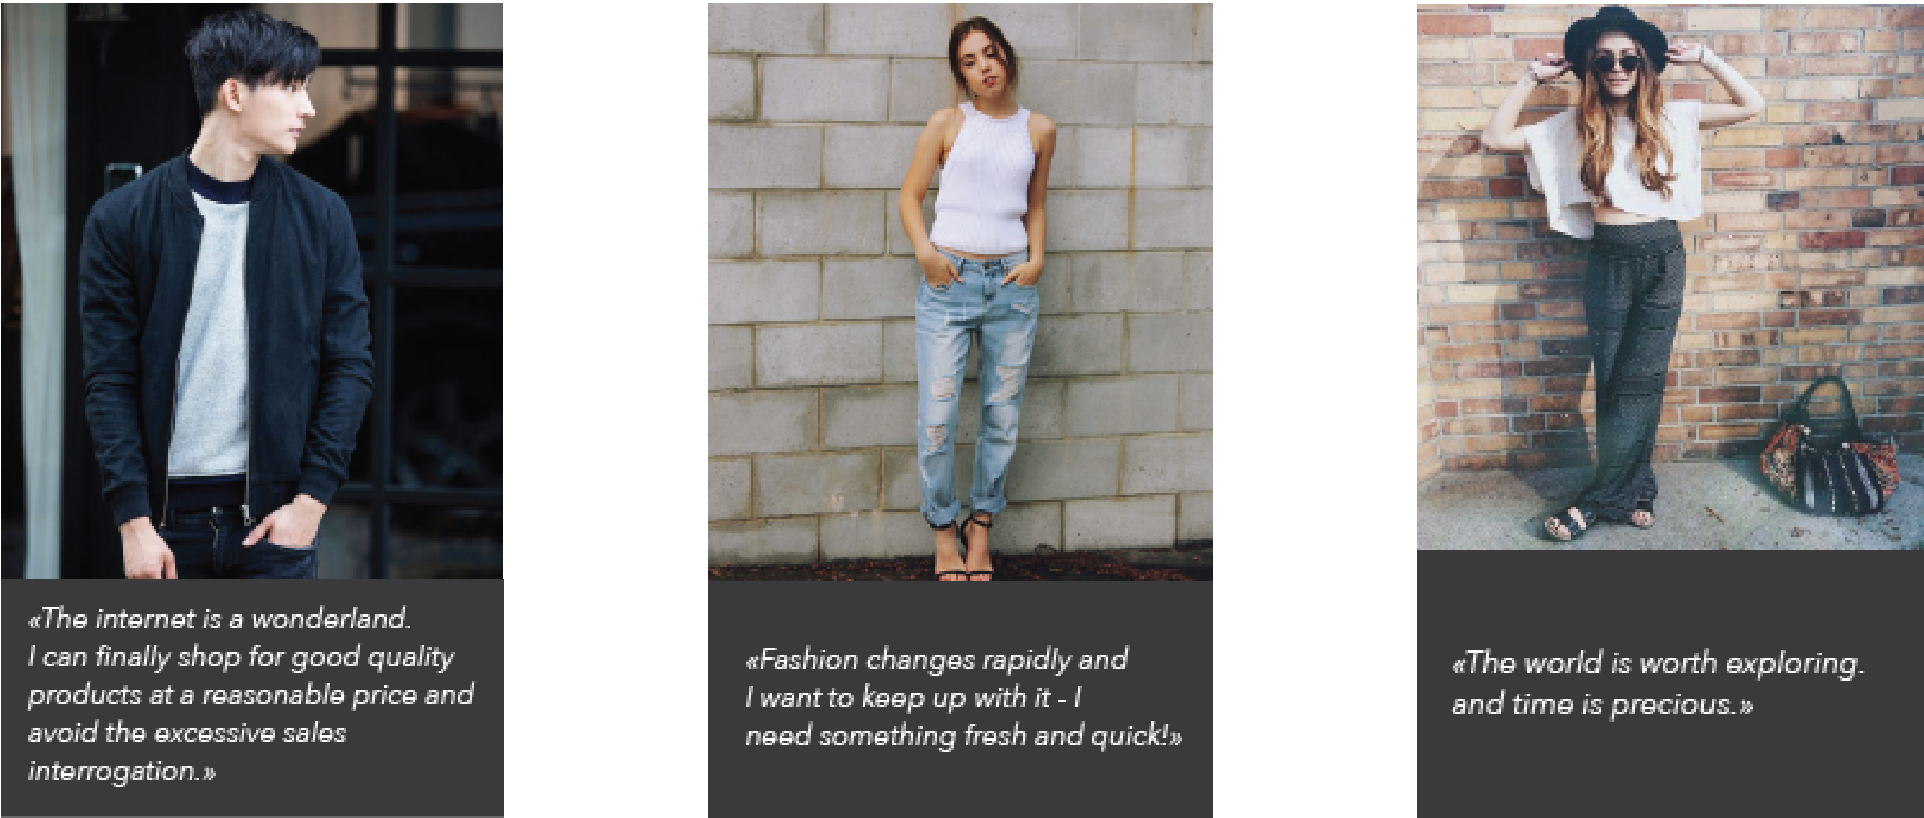 «The internet is a wonderland.
I can finally shop for good quality
products at a reasonable price and
avoid the excessive sales
interrogation.»
«Fashion changes rapidly and
I want to keep up with it - I
need something fresh and quick!»
«The world is worth exploring.
and time is precious.»